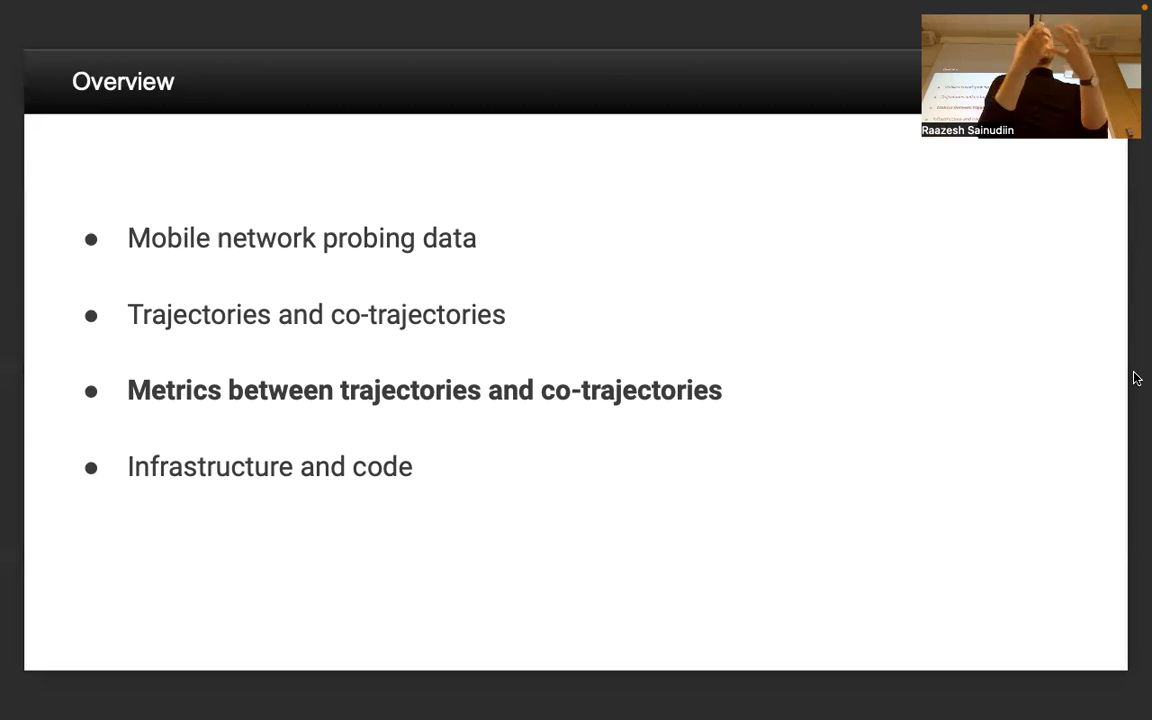 Overview
Raazesh Sainudiin
● Mobile network probing data
● Trajectories and co-trajectories
● Metrics between trajectories and co-trajectories
● Infrastructure and code